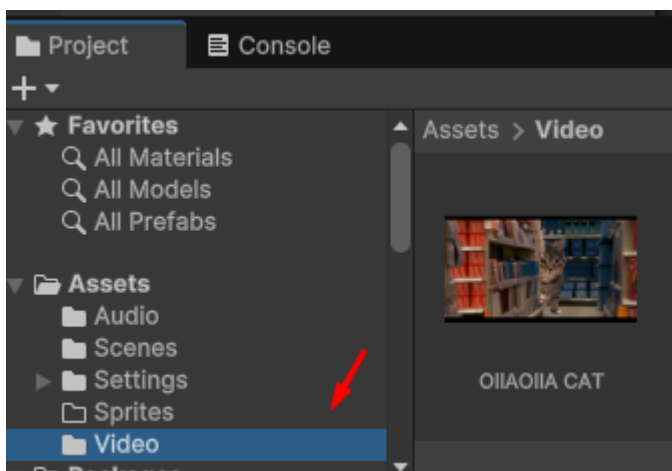 Project
Console
Favorites
All Materials
All Models
All Prefabs
Assets
Audio
Scenes
Settings
Sprites
Video
Packages
Assets > Video
OIIAOIIA CAT